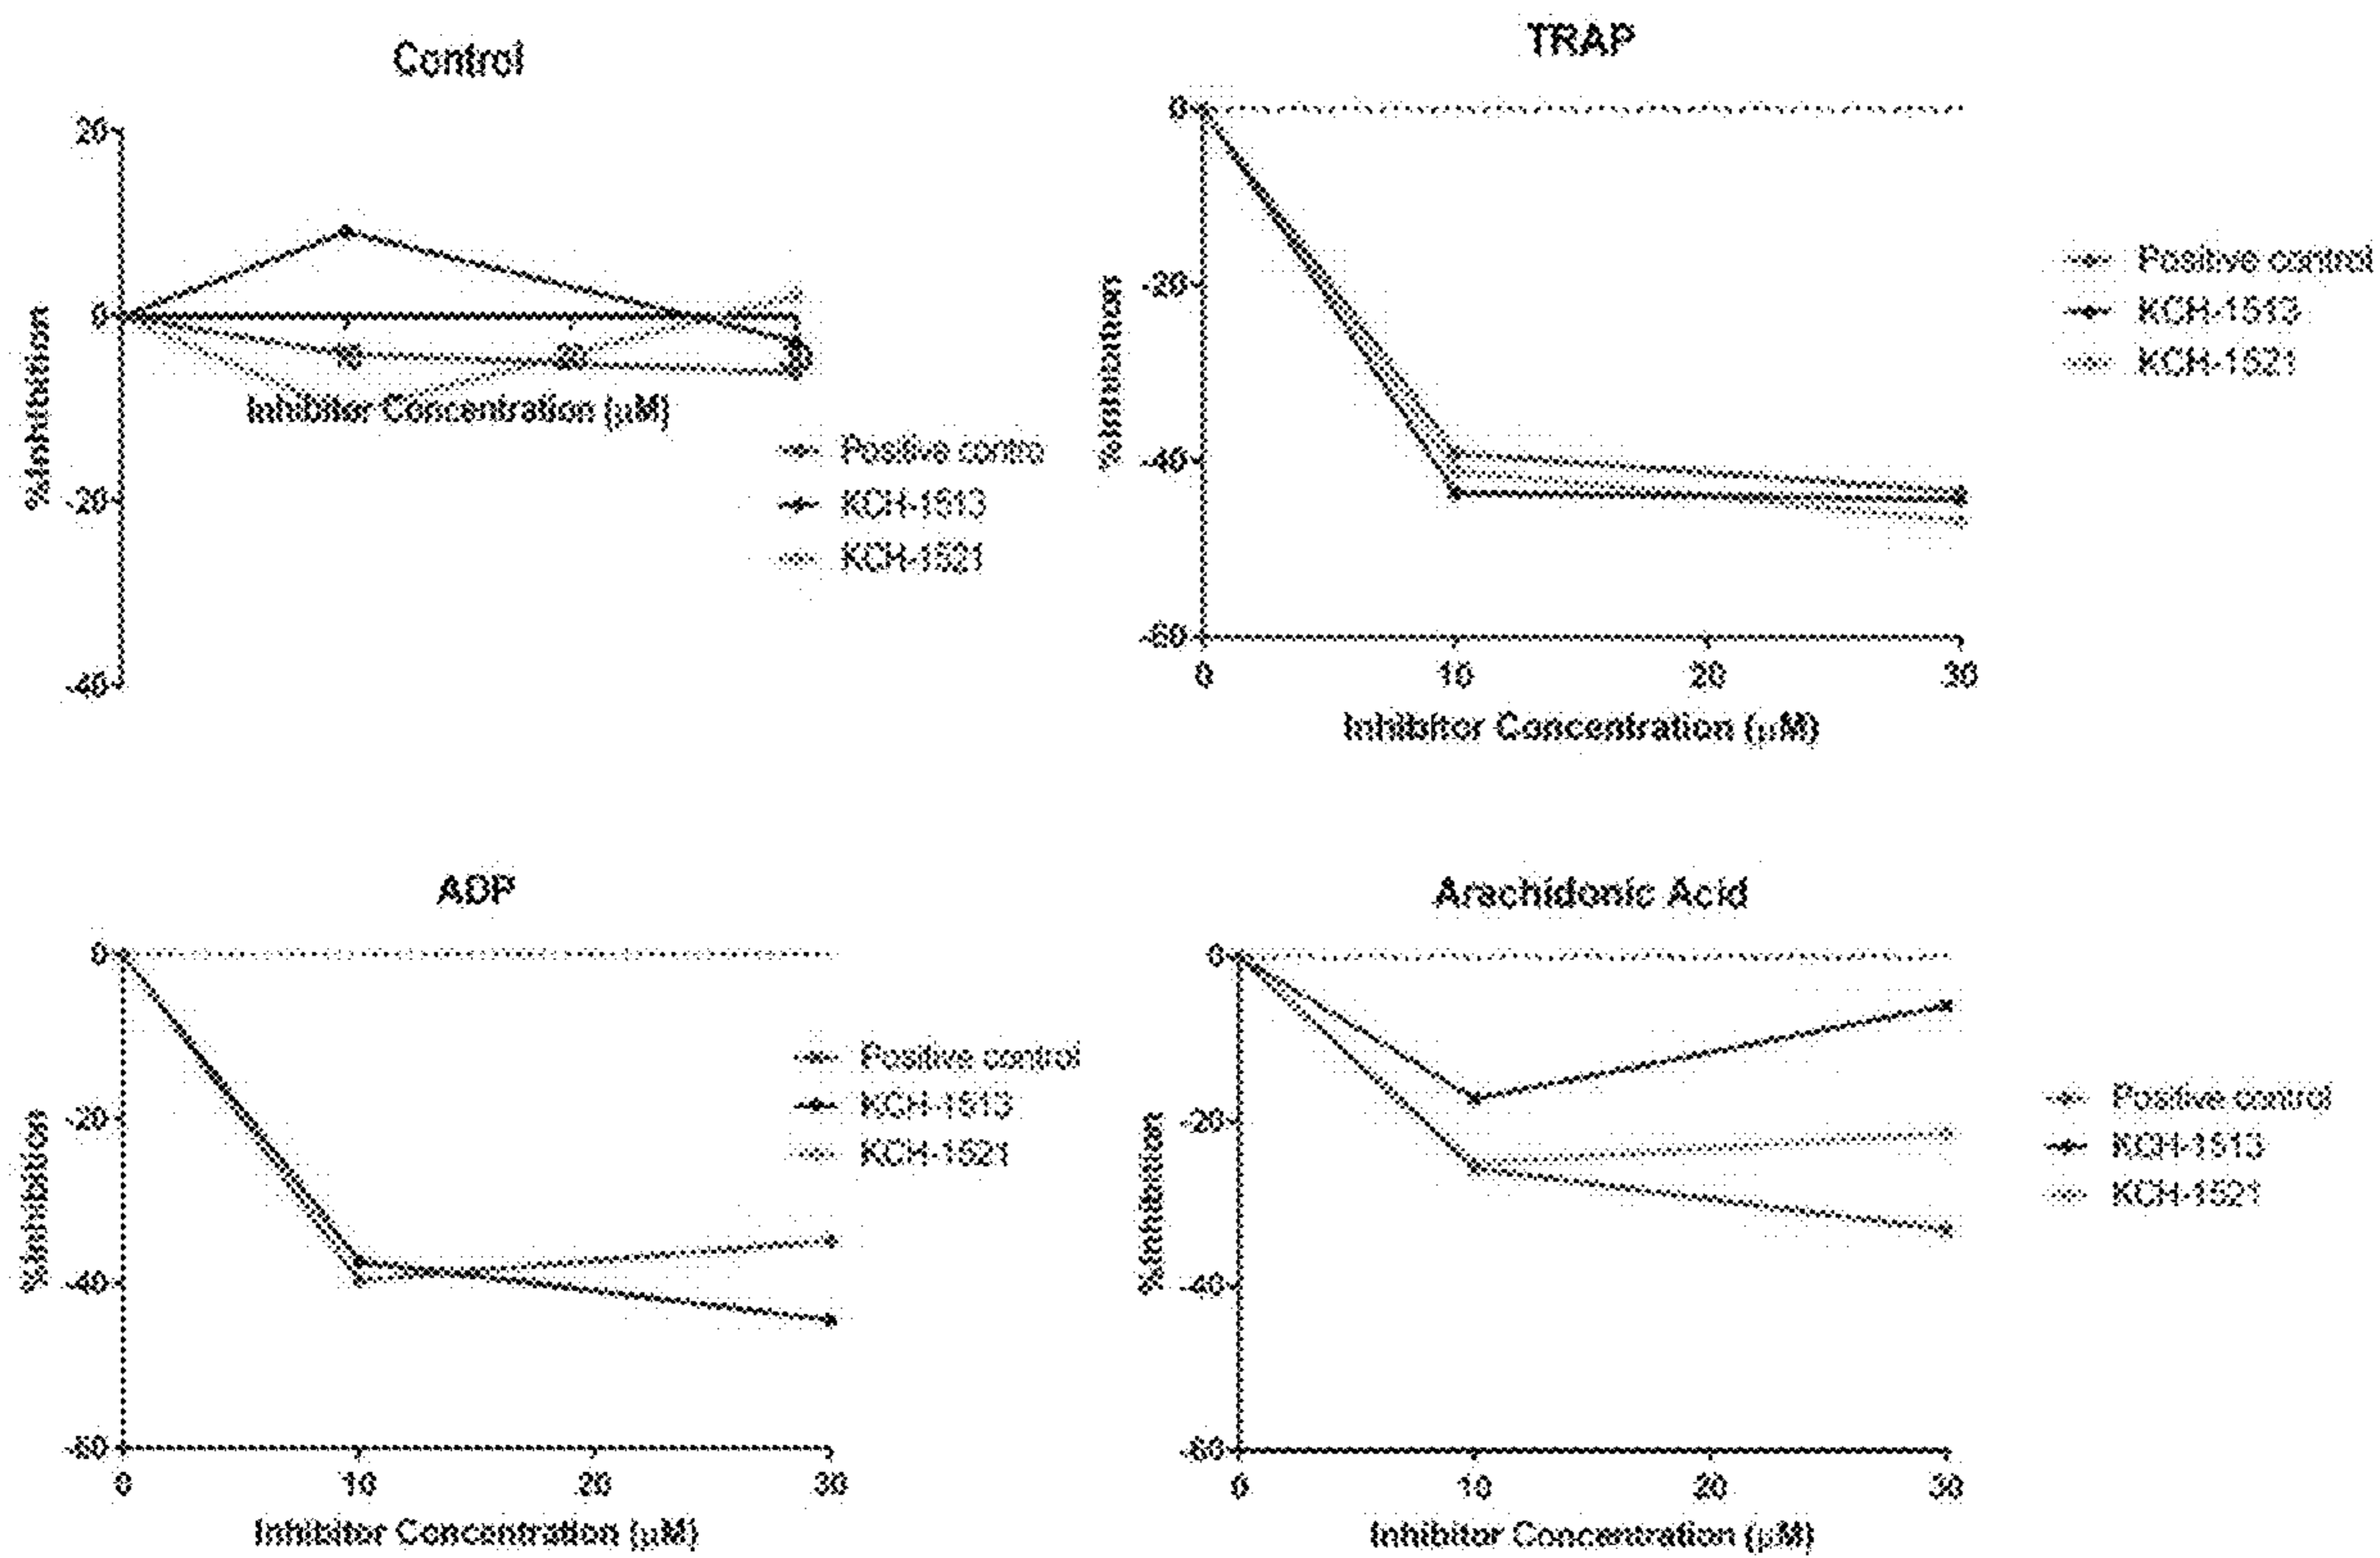 Control
20
0
-20
-40
%Inhibition
10
20
30
Inhibitor Concentration (µM)
Positive control
KCH-1513
KCH-1521
TRAP
0
-20
-40
-60
%Inhibition
0
10
20
30
Inhibitor Concentration (µM)
Positive control
KCH-1513
KCH-1521
ADP
0
-20
-40
-60
%Inhibition
0
10
20
30
Inhibitor Concentration (µM)
Positive control
KCH-1513
KCH-1521
Arachidonic Acid
0
-20
-40
-60
%Inhibition
0
10
20
30
Inhibitor Concentration (µM)
Positive control
KCH-1513
KCH-1521